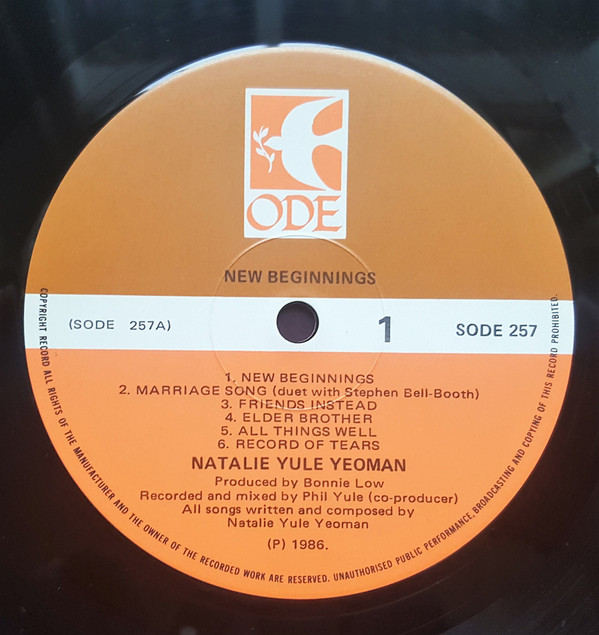 ODE
NEW BEGINNINGS
(SODE 257A)
1
SODE 257
1. NEW BEGINNINGS
2. MARRIAGE SONG (duet with Stephen Bell-Booth)
3. FRIENDS INSTEAD
4. ELDER BROTHER
5. ALL THINGS WELL
6. RECORD OF TEARS
NATALIE YULE YEOMAN
Produced by Bonnie Low
Recorded and mixed by Phil Yule (co-producer)
All songs written and composed by
Natalie Yule Yeoman
(P) 1986.
COPYRIGHT RECORD ALL RIGHTS OF THE MANUFACTURER AND THE OWNER OF THE RECORDED WORK ARE RESERVED. UNAUTHORISED PUBLIC PERFORMANCE, BROADCASTING AND COPYING OF THIS RECORD PROHIBITED.